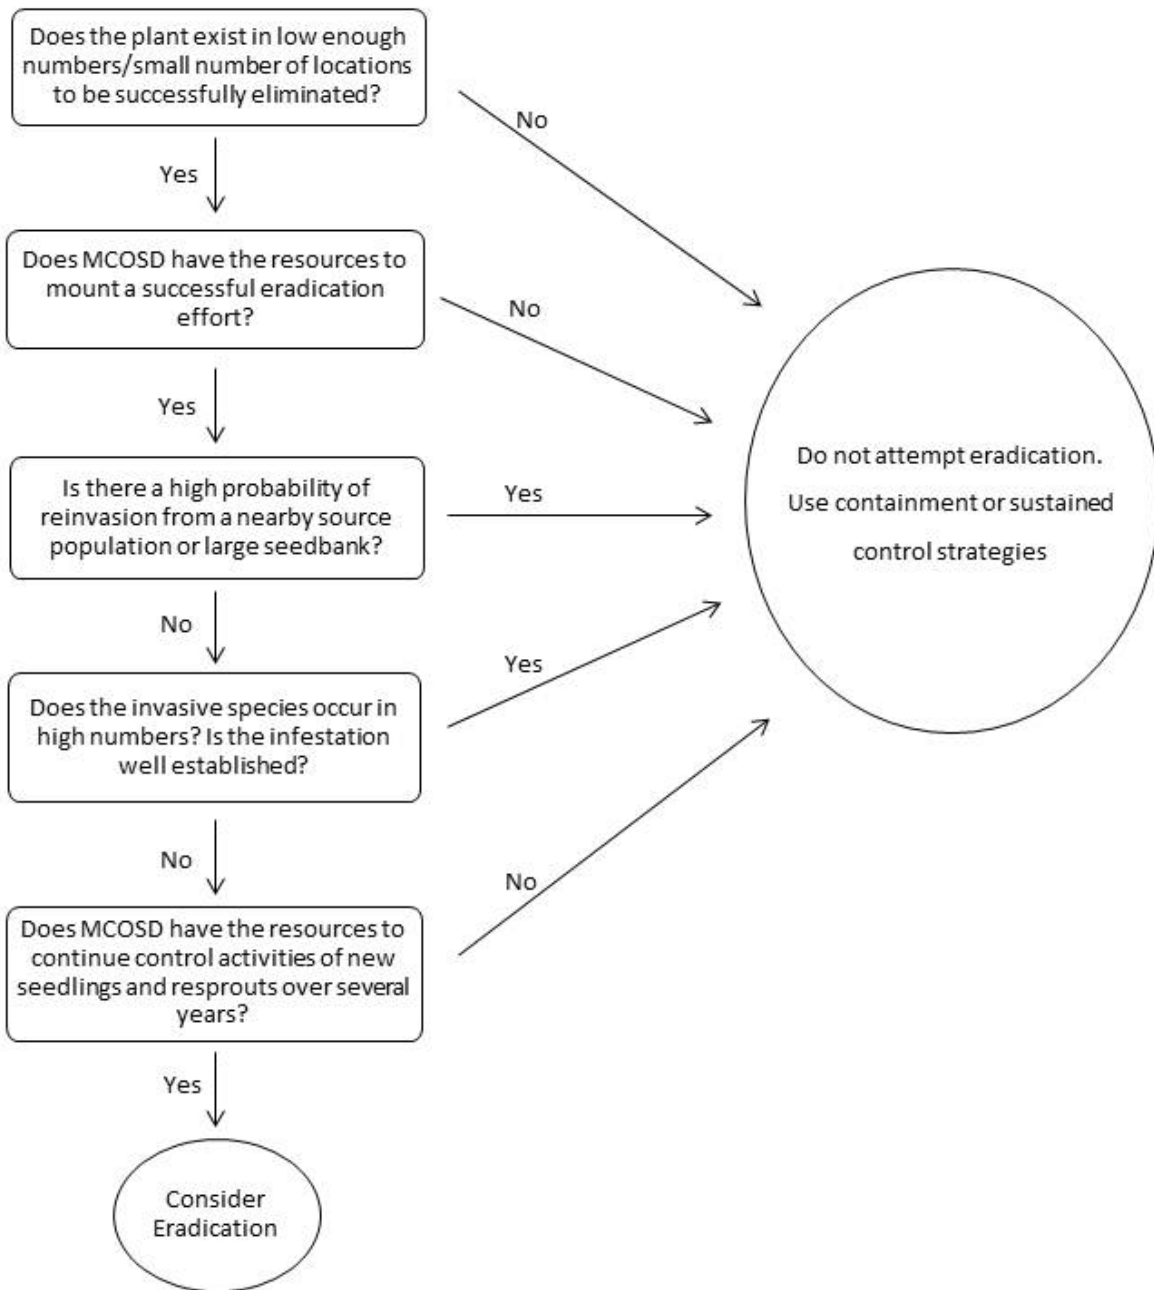 Does the plant exist in low enough
numbers/small number of locations
to be successfully eliminated?
No
Yes
Does MCOSD have the resources to
mount a successful eradication
effort?
No
Yes
Is there a high probability of
reinvasion from a nearby source
population or large seedbank?
Yes
No
Does the invasive species occur in
high numbers? Is the infestation
well established?
Yes
No
Does MCOSD have the resources to
continue control activities of new
seedlings and resprouts over several
years?
No
Yes
Consider
Eradication
Do not attempt eradication.
Use containment or sustained
control strategies